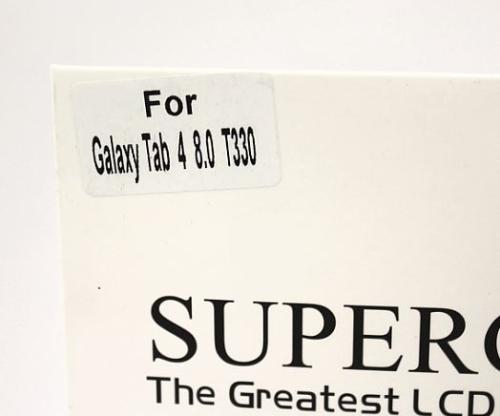 For
Galaxy Tab 4 8.0 T330
SUPER
The Greatest LCD